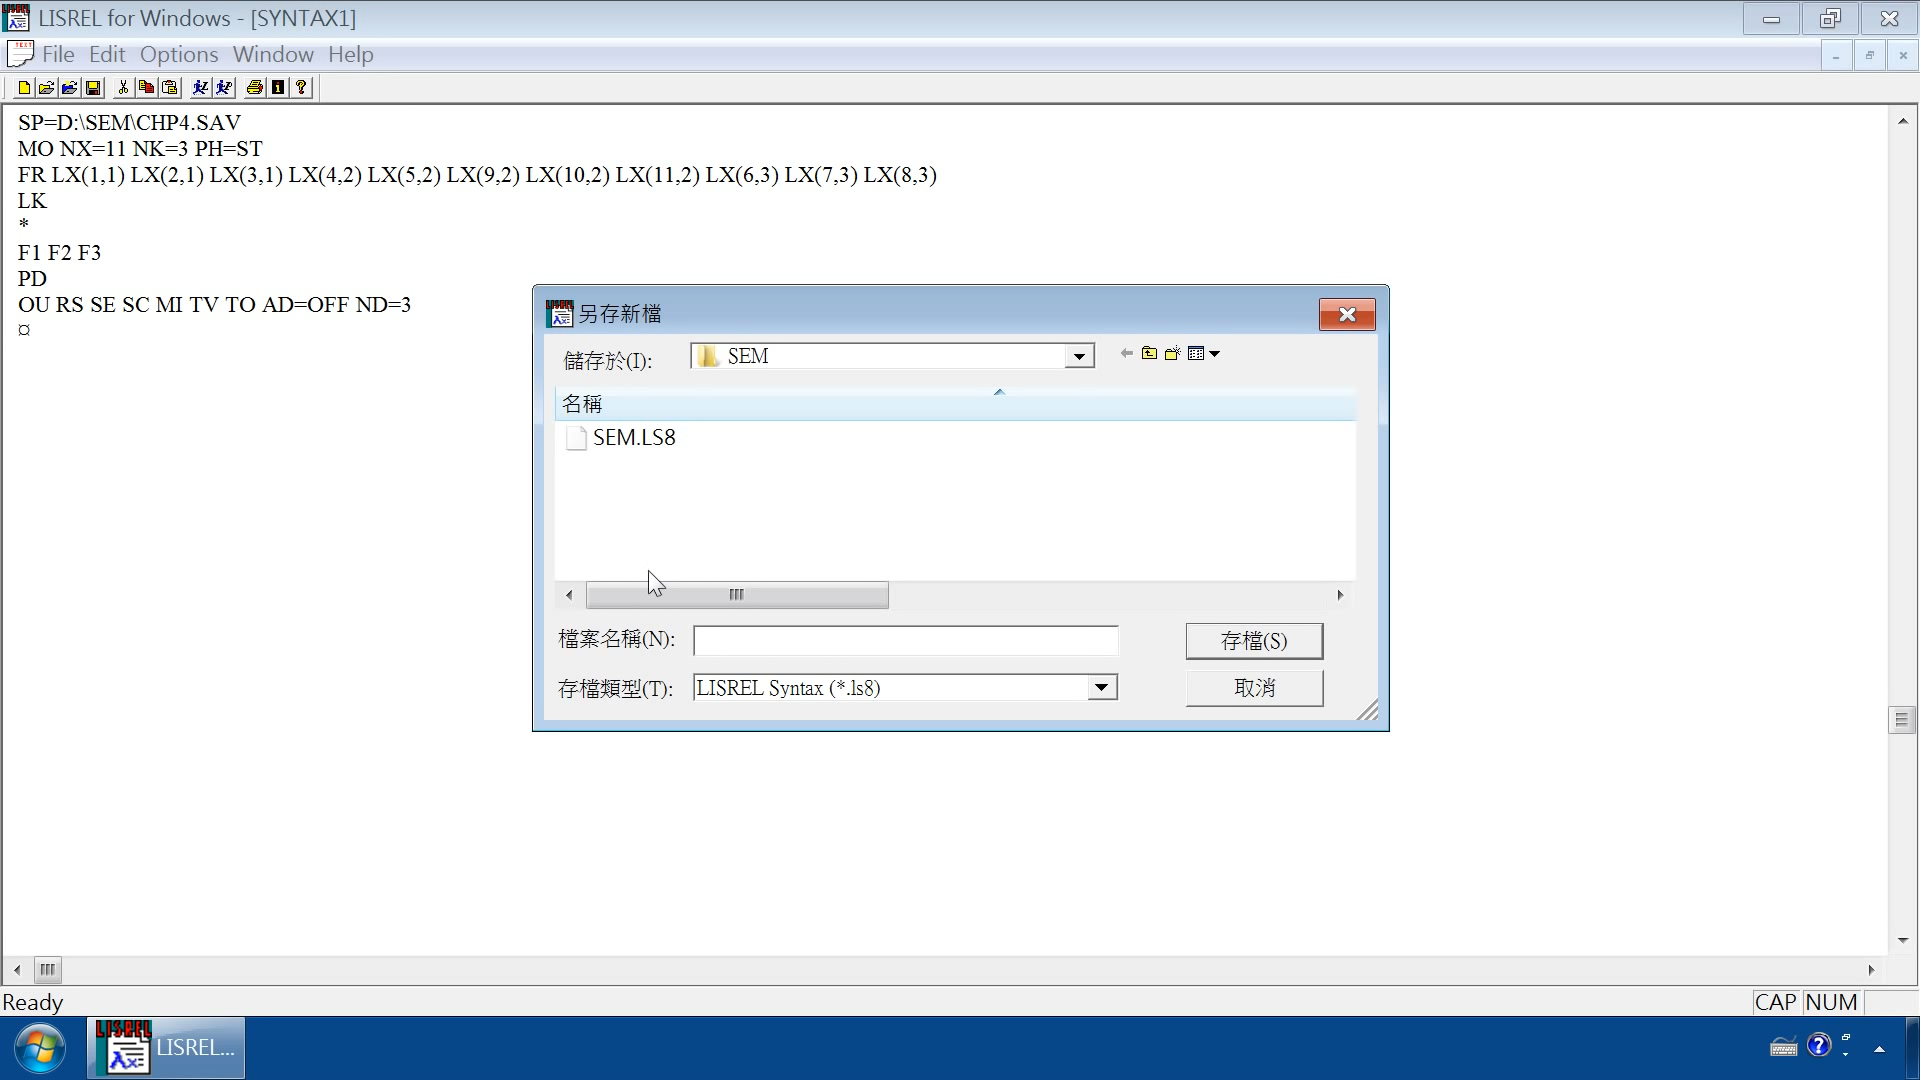 LISREL for Windows - [SYNTAX1]
File Edit Options Window Help
SP=D:\SEM\CHP4.SAV
MO NX=11 NK=3 PH=ST
FR LX(1,1) LX(2,1) LX(3,1) LX(4,2) LX(5,2) LX(9,2) LX(10,2) LX(11,2) LX(6,3) LX(7,3) LX(8,3)
LK
*
F1 F2 F3
PD
OU RS SE SC MI TV TO AD=OFF ND=3
¤
另存新檔
儲存於(I): SEM
名稱
SEM.LS8
檔案名稱(N):
存檔(S)
存檔類型(T): LISREL Syntax (*.ls8)
取消
Ready
CAP NUM
LISREL...